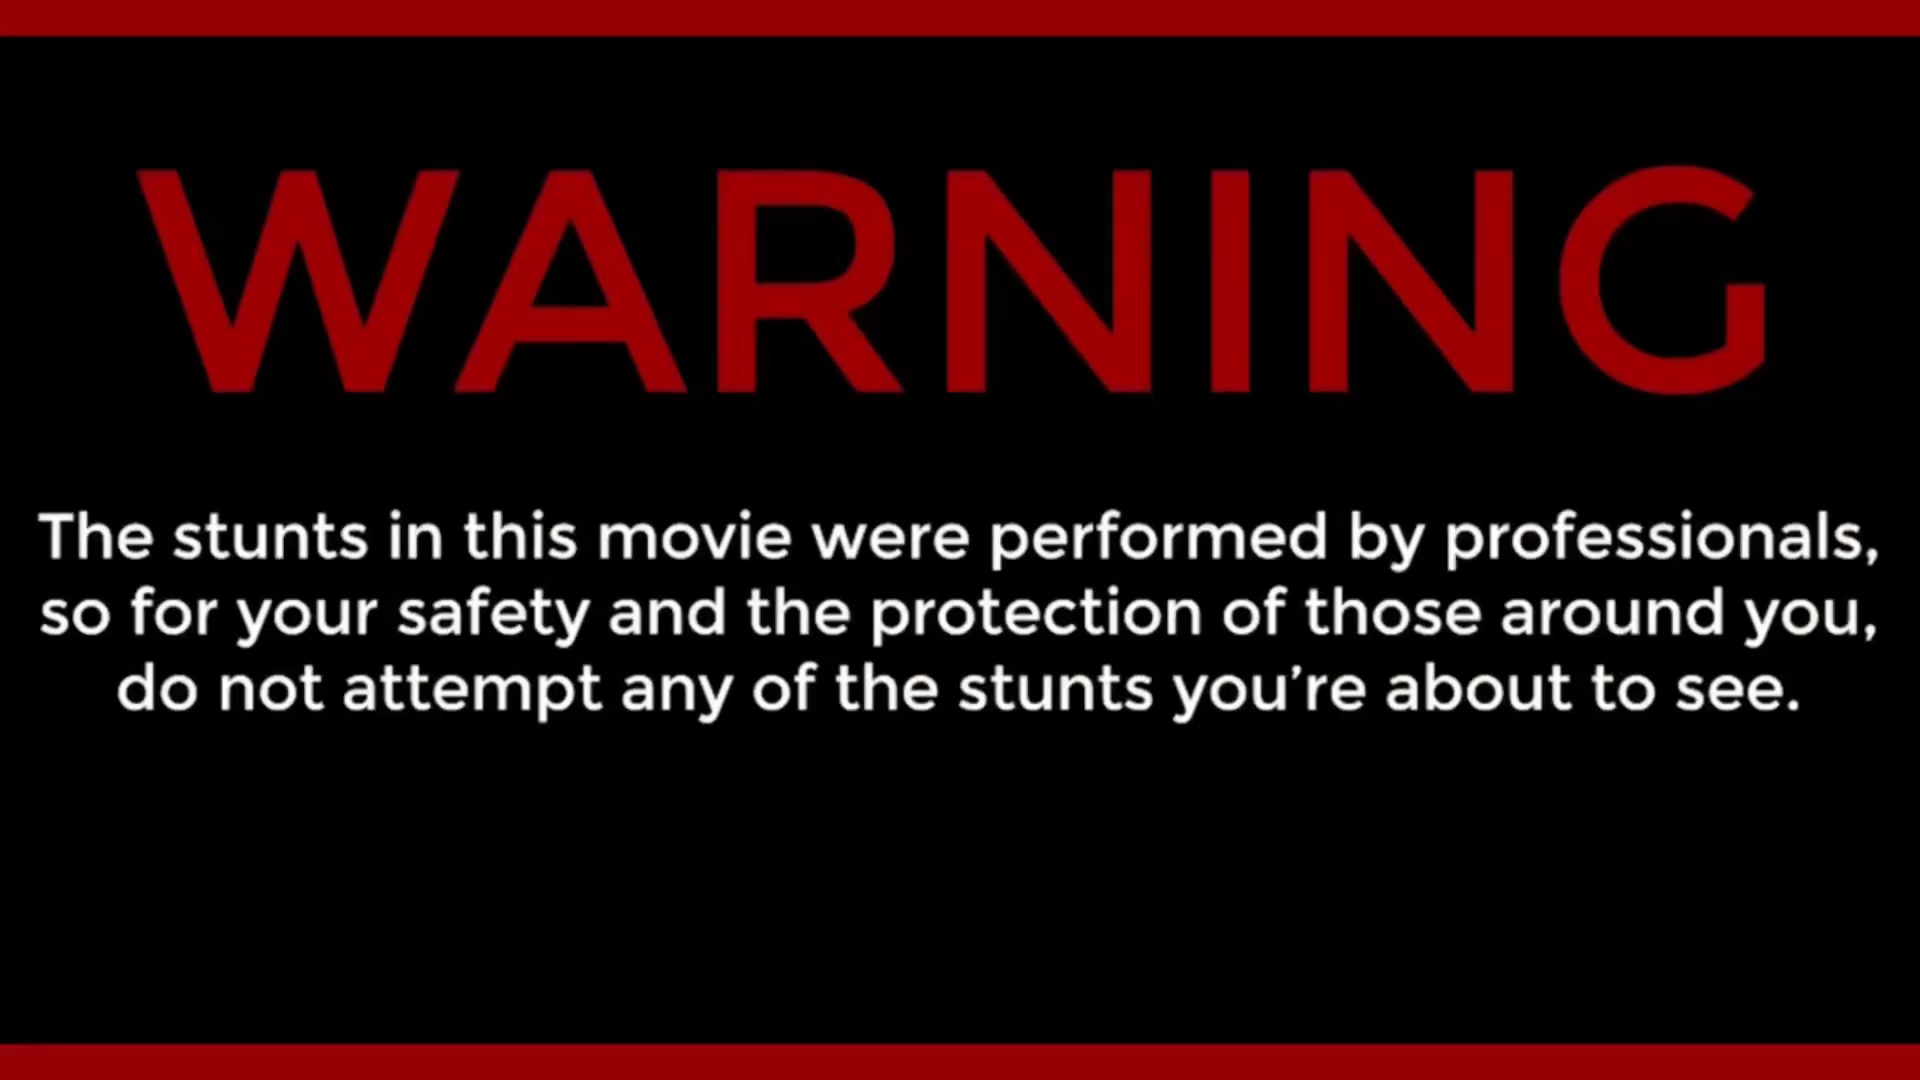 WARNING
The stunts in this movie were performed by professionals,
so for your safety and the protection of those around you,
do not attempt any of the stunts you’re about to see.